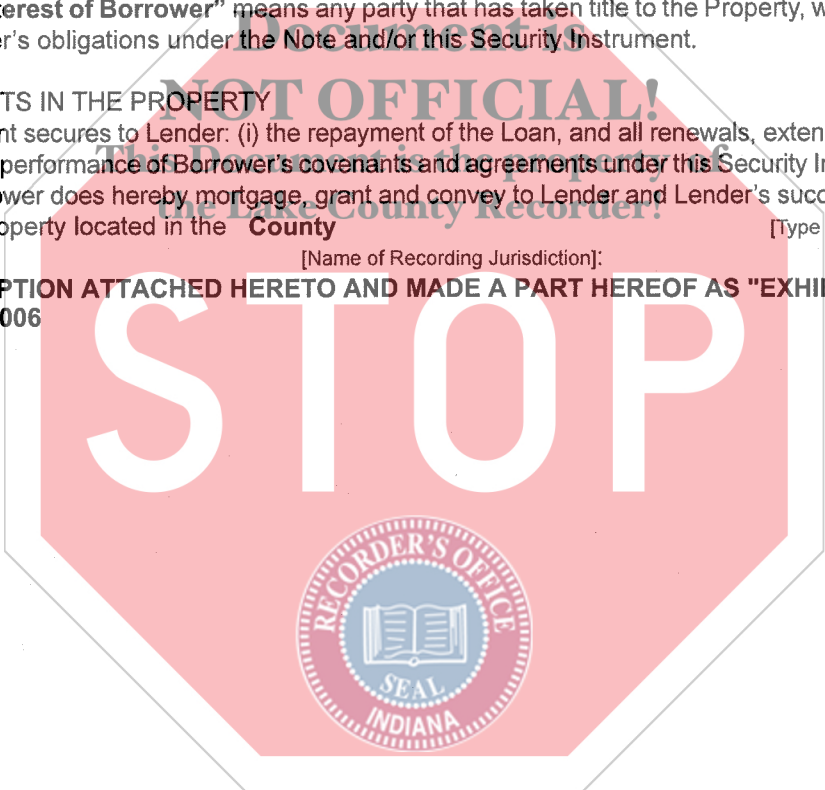 terest of Borrower” means any party that has taken title to the Property, w
Document is
r’s obligations under the Note and/or this Security Instrument.
NOT OFFICIAL!
TS IN THE PROPERTY
nt secures to Lender: (i) the repayment of the Loan, and all renewals, exten
This Document is the property of
performance of Borrower’s covenants and agreements under this Security In
wer does hereby mortgage, grant and convey to Lender and Lender’s succ
the Lake County Recorder!
operty located in the County [Type
[Name of Recording Jurisdiction]:
PTION ATTACHED HERETO AND MADE A PART HEREOF AS "EXHI
006
STOP
RECORDER'S OFFICE
SEAL
INDIANA